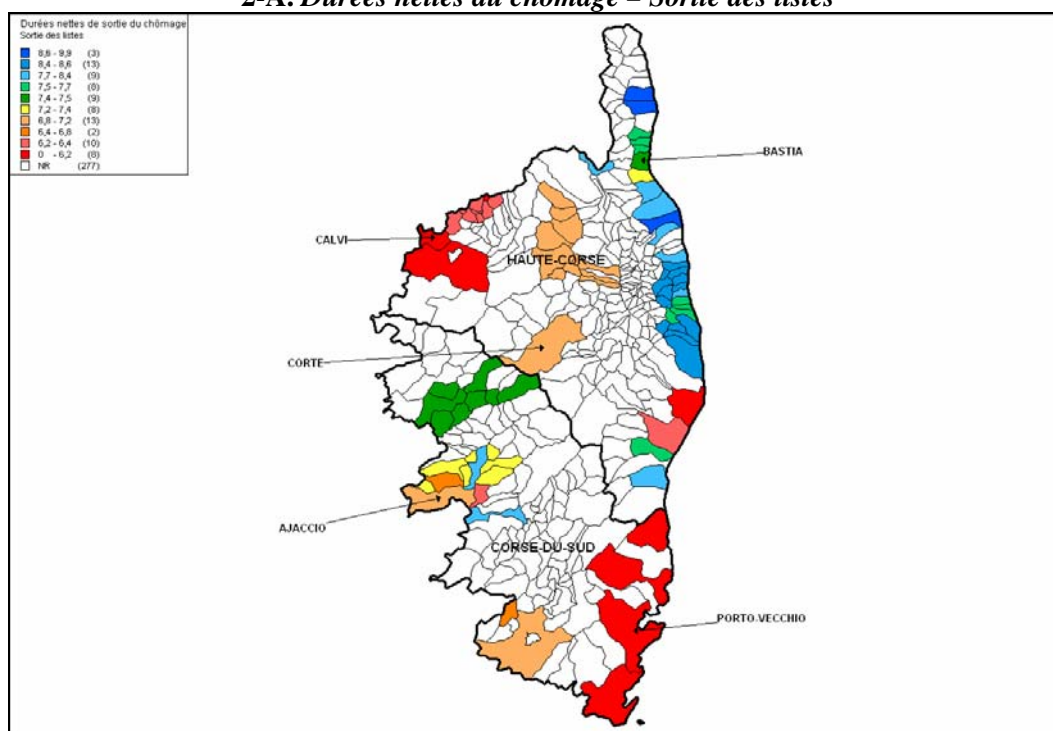 2-A. Durées nettes du chômage – Sortie des listes
Durées nettes de sortie du chômage
Sortie des listes
8,6 - 9,9 (3)
8,4 - 8,6 (13)
7,7 - 8,4 (9)
7,5 - 7,7 (8)
7,4 - 7,5 (9)
7,2 - 7,4 (8)
6,8 - 7,2 (13)
6,4 - 6,8 (2)
6,2 - 6,4 (10)
0 - 6,2 (8)
NR (277)
BASTIA
CALVI
HAUTE-CORSE
CORTE
AJACCIO
CORSE-DU-SUD
PORTO-VECCHIO